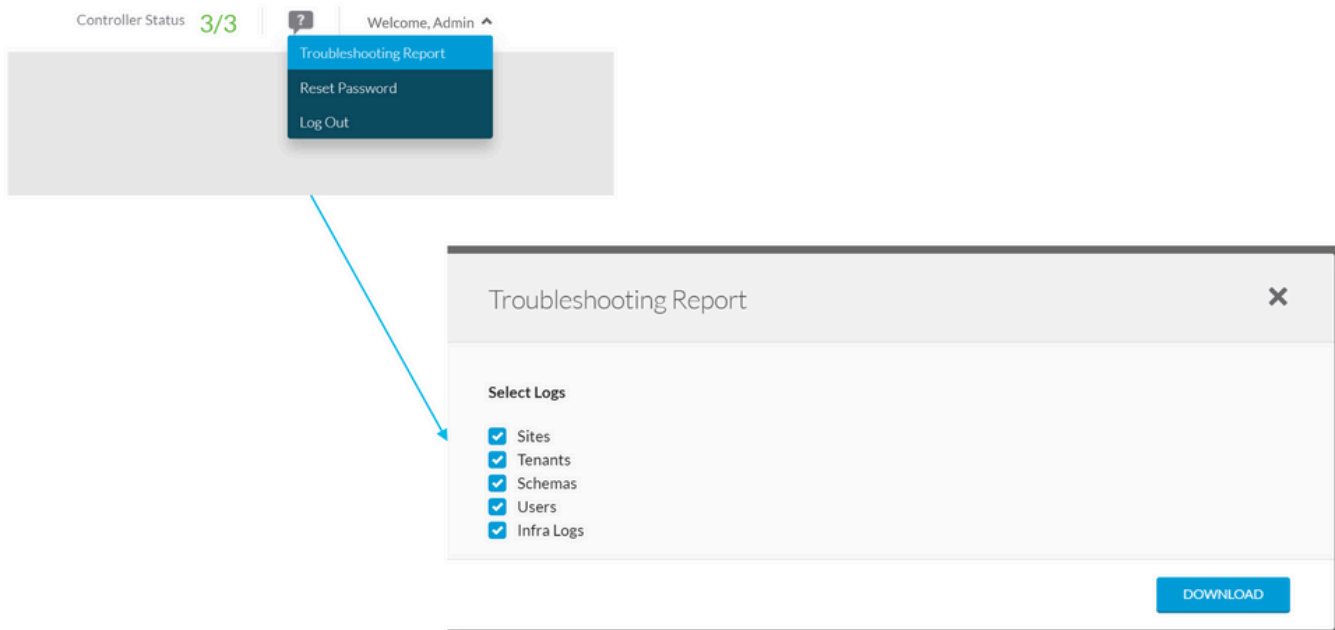 Controller Status 3/3 ? Welcome, Admin
Troubleshooting Report
Reset Password
Log Out
Troubleshooting Report
Select Logs
Sites
Tenants
Schemas
Users
Infra Logs
DOWNLOAD